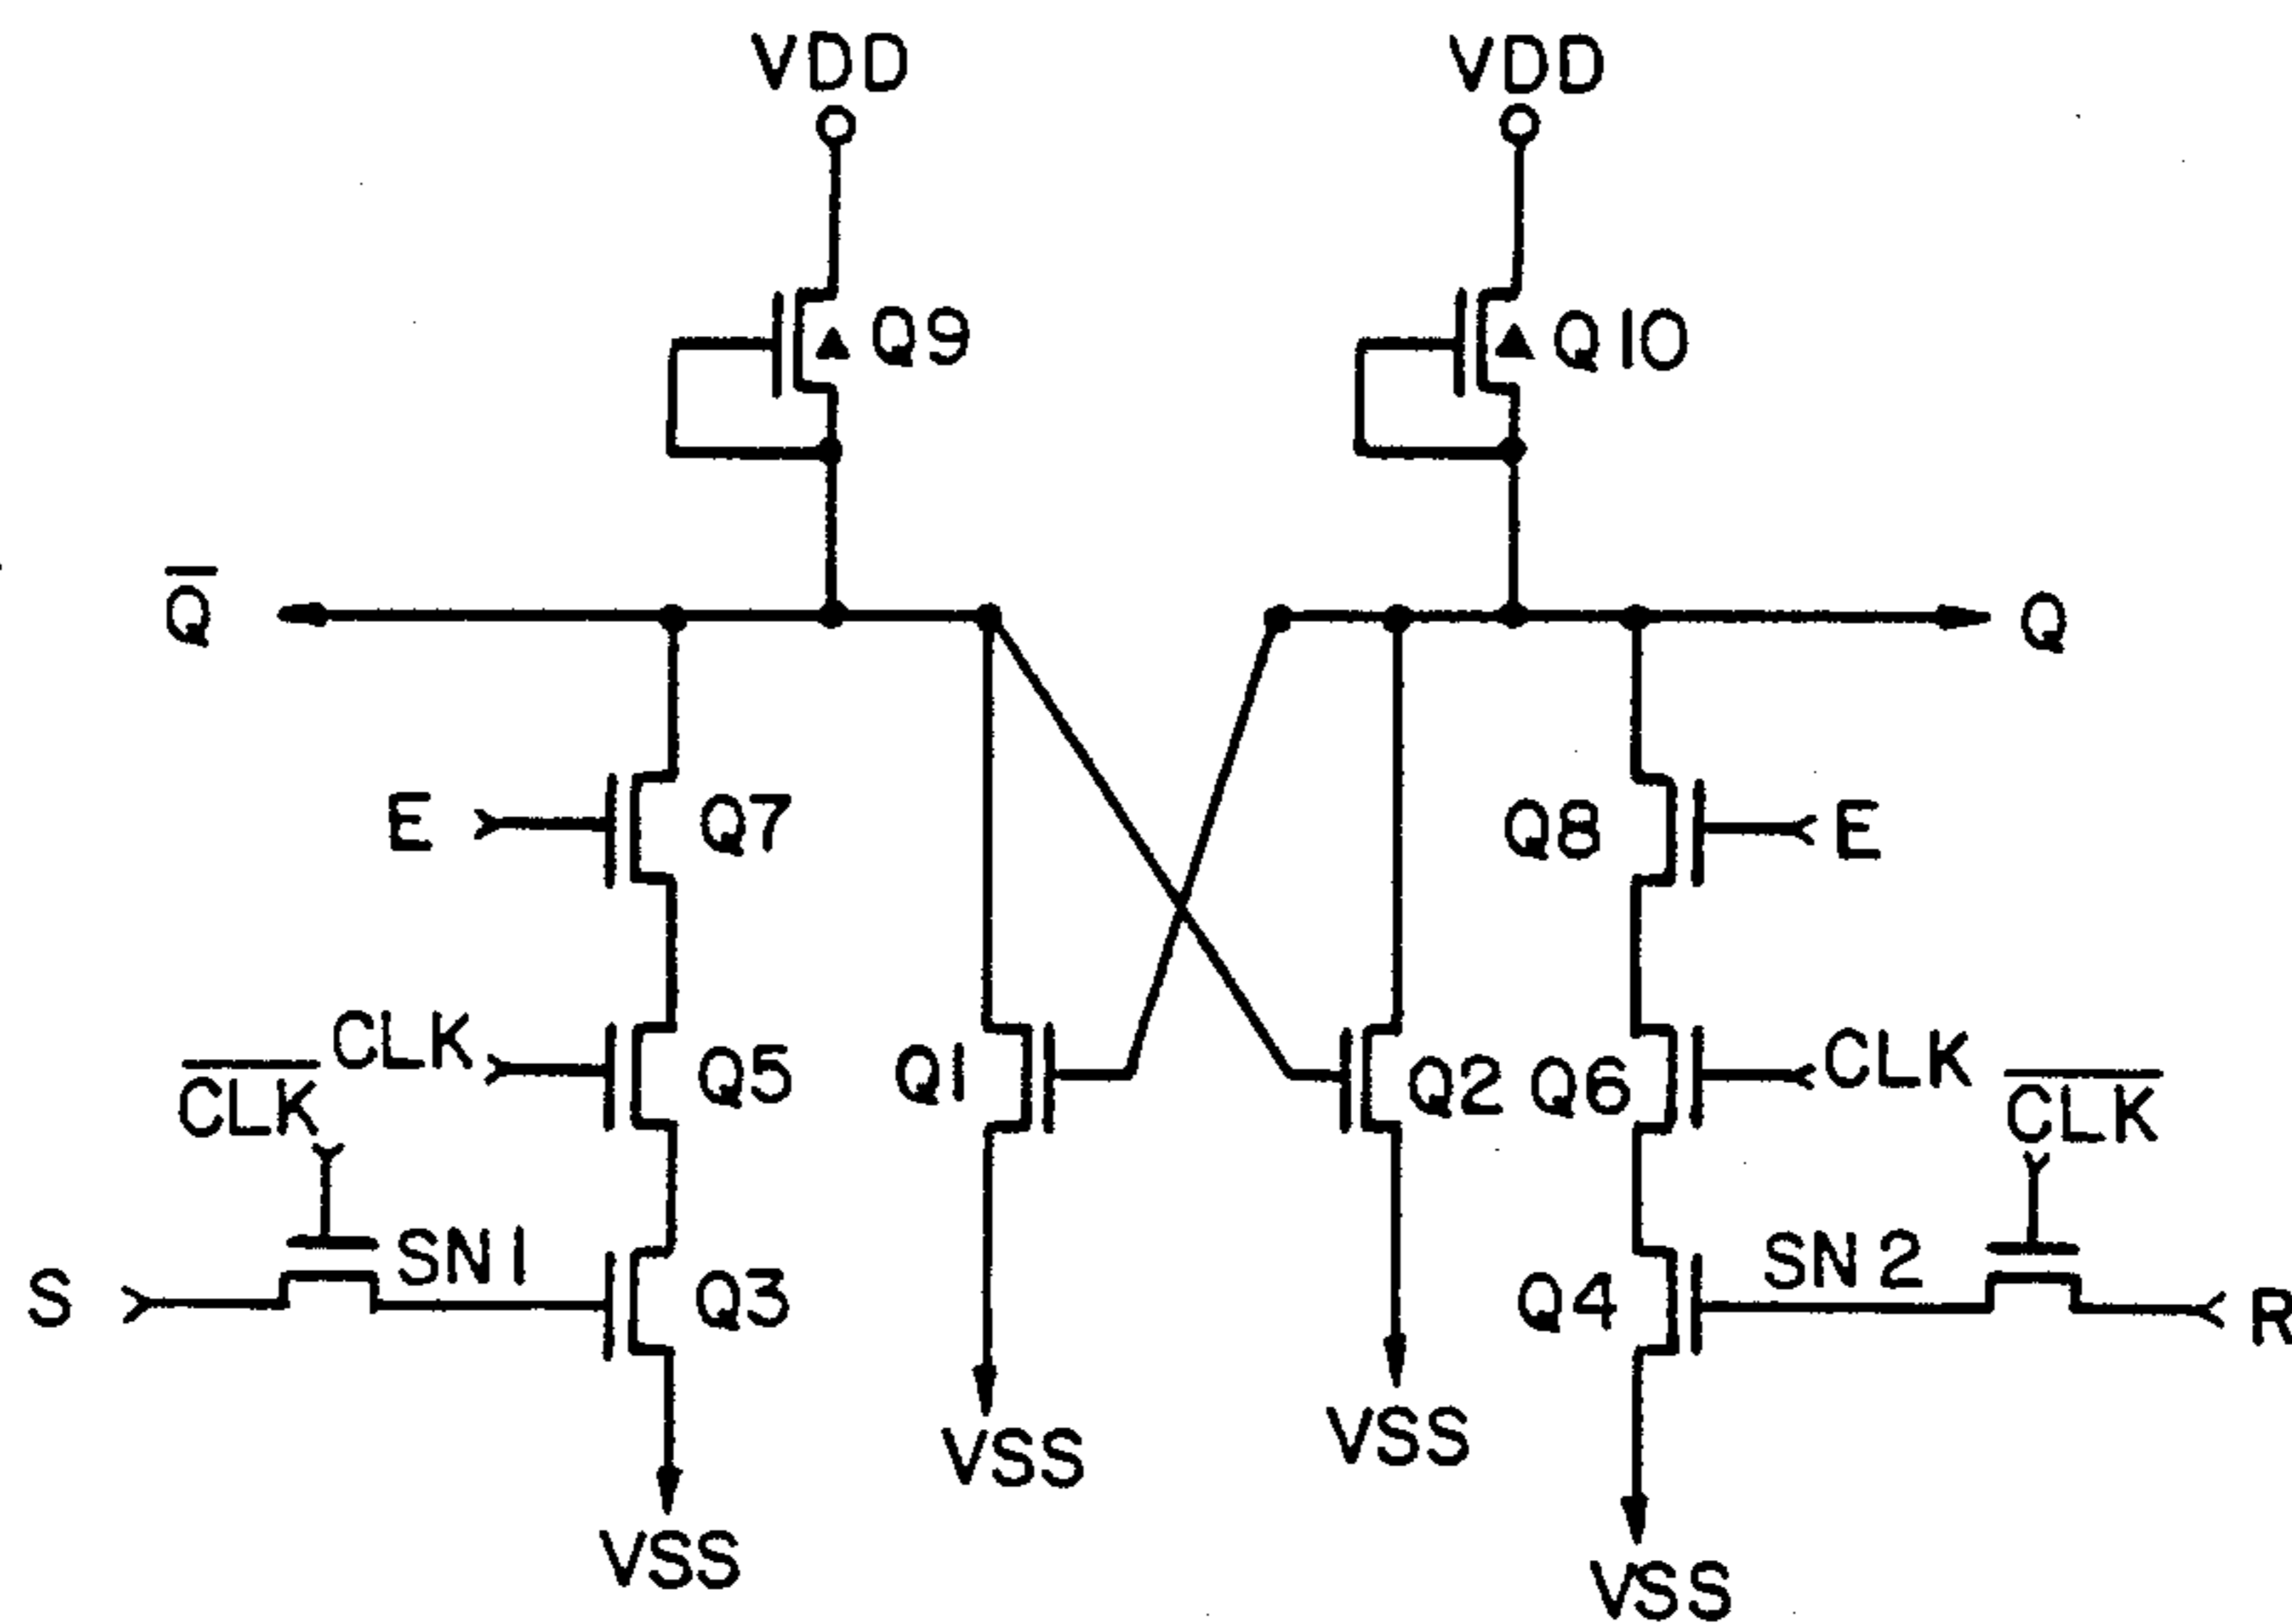 VDD VDD
Q9 Q10
Q̅ Q
E Q7 Q8 E
CLK Q5 Q1 Q2 Q6 CLK
C̅L̅K̅ C̅L̅K̅
S SN1 Q3 Q4 SN2 R
VSS VSS
VSS VSS